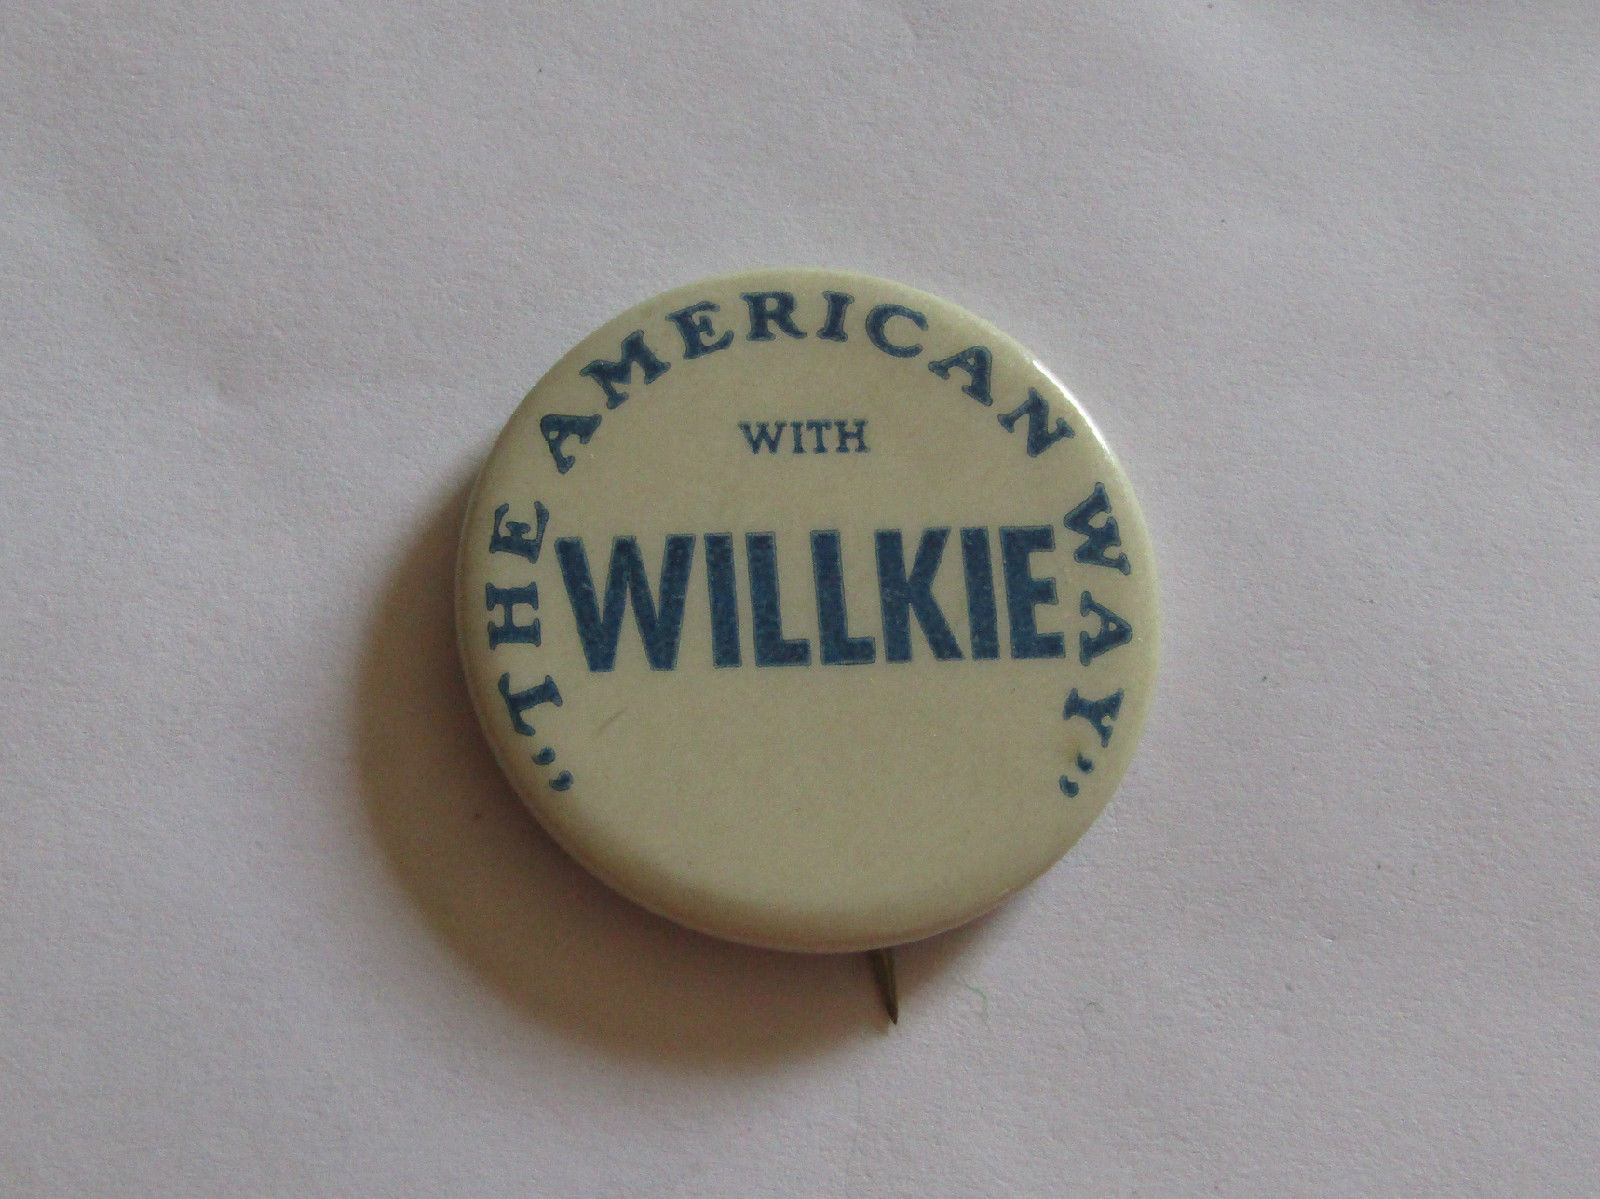 “THE AMERICAN WAY”
WITH
WILLKIE